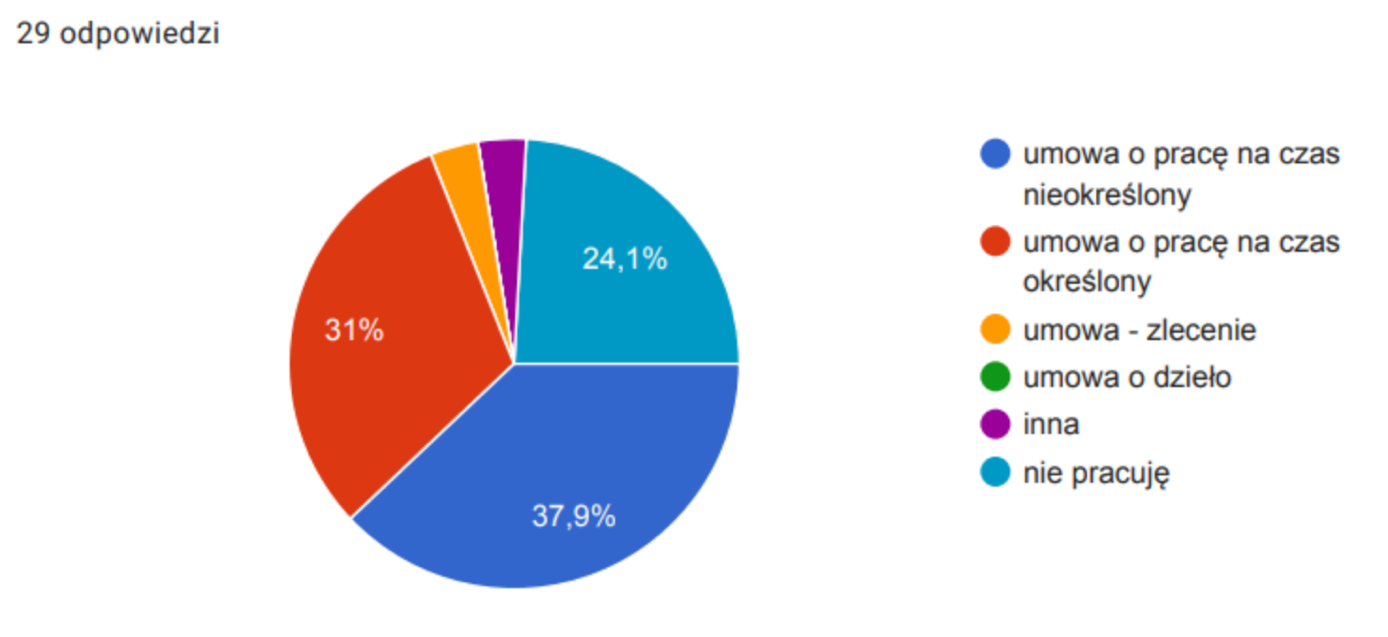 29 odpowiedzi
24,1%
31%
37,9%
umowa o pracę na czas
nieokreślony
umowa o pracę na czas
określony
umowa - zlecenie
umowa o dzieło
inna
nie pracuję